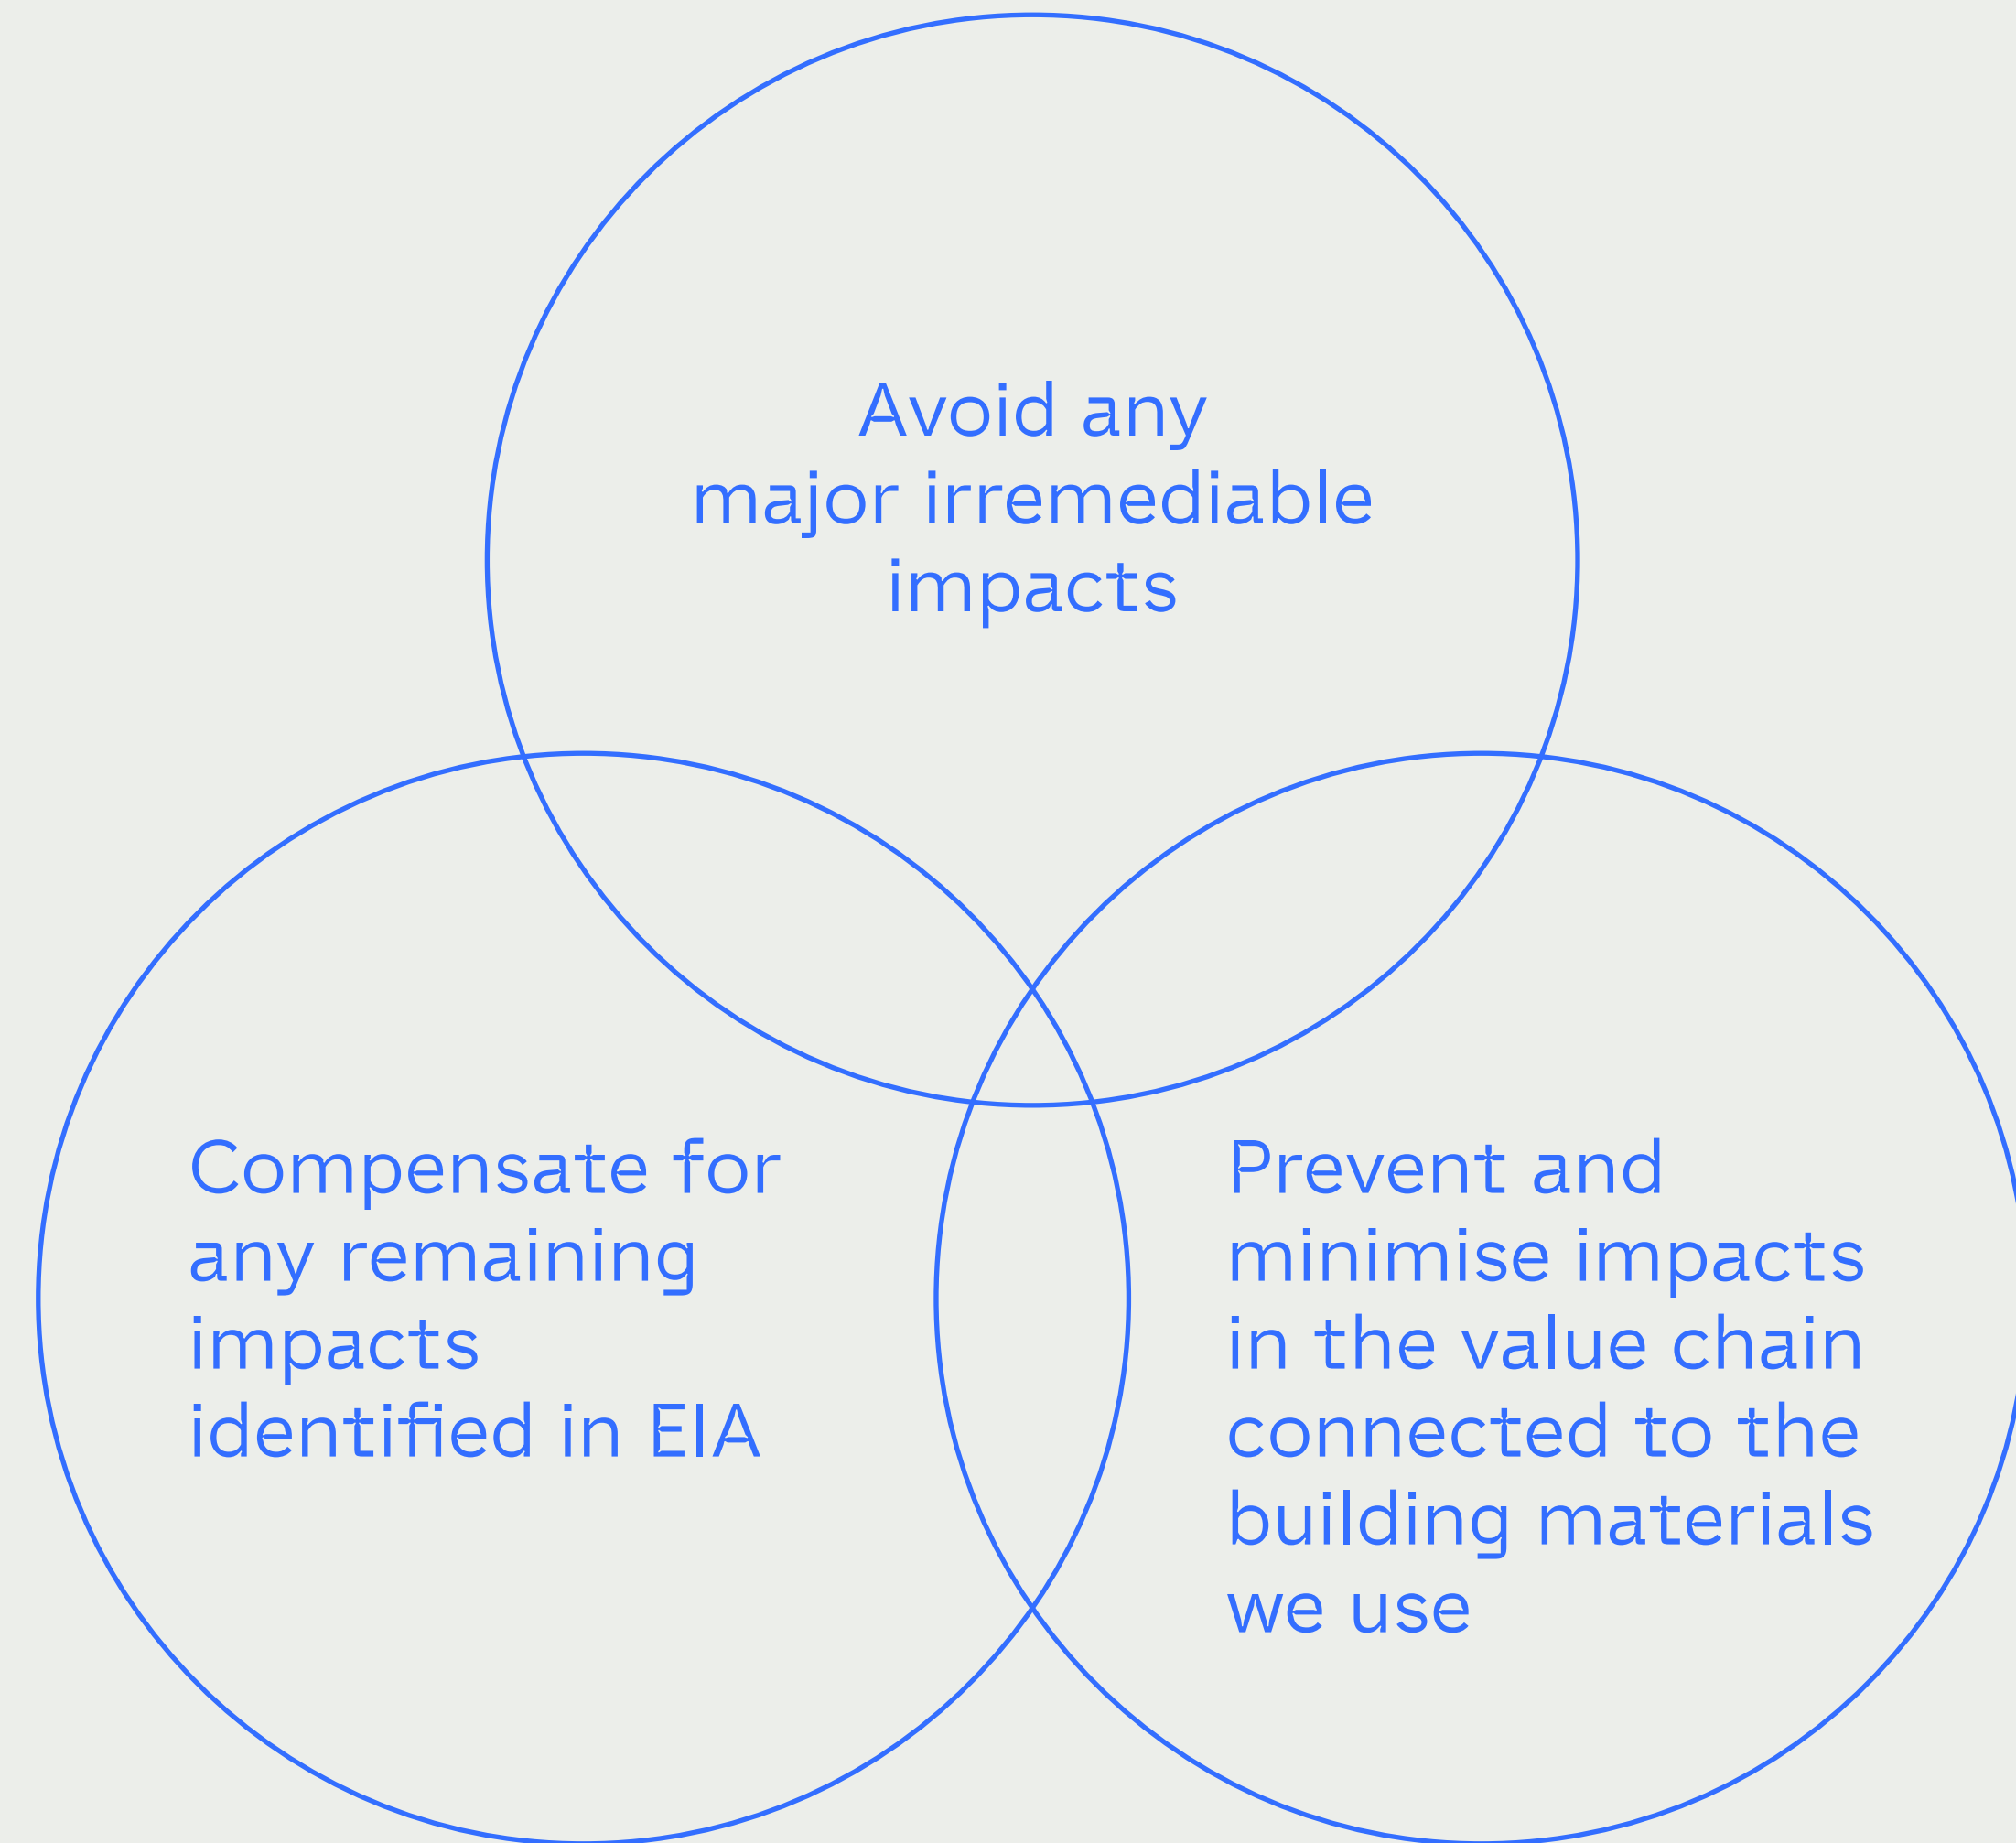 Avoid any
major irremediable
impacts
Compensate for
any remaining
impacts
identified in EIA
Prevent and
minimise impacts
in the value chain
connected to the
building materials
we use